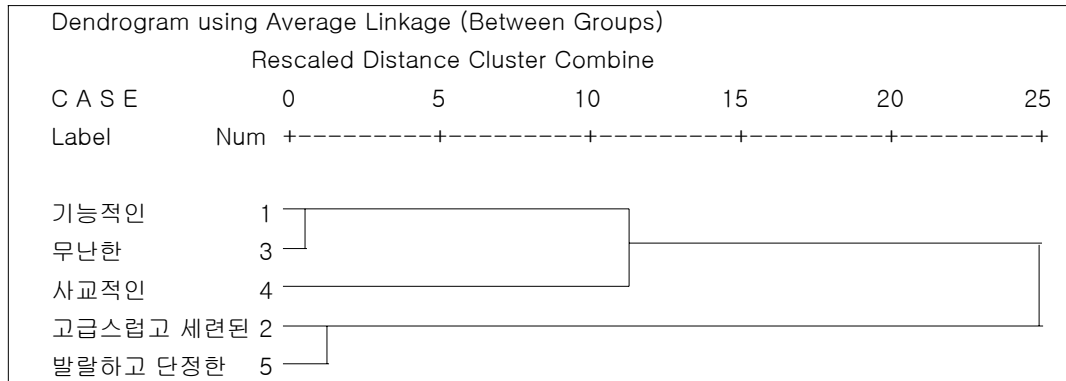 Dendrogram using Average Linkage (Between Groups)
Rescaled Distance Cluster Combine
C A S E 0 5 10 15 20 25
Label Num +---------+---------+---------+---------+---------+
기능적인 1
무난한 3
사교적인 4
고급스럽고 세련된 2
발랄하고 단정한 5